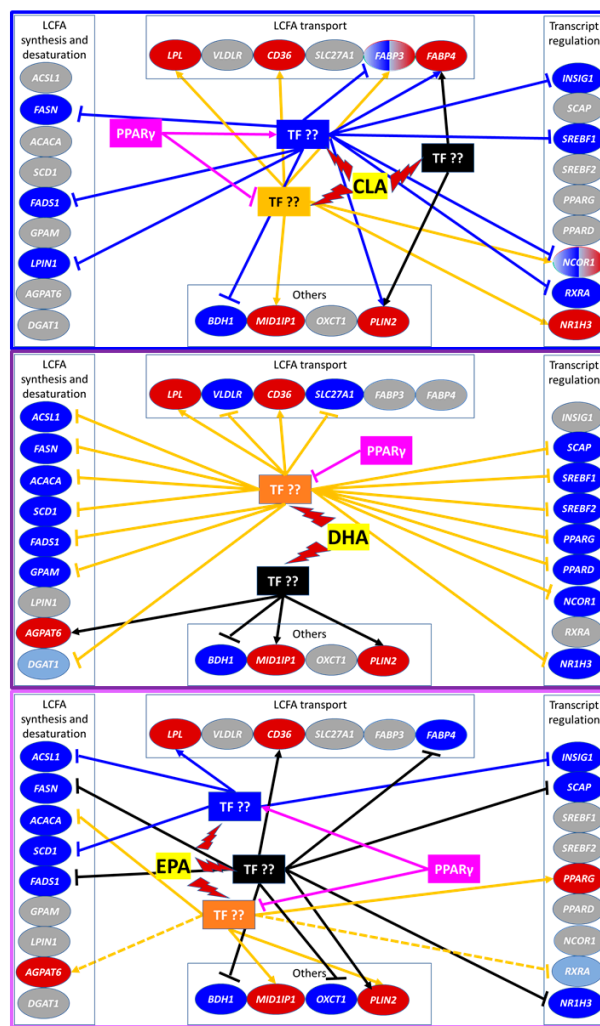 LCFA
synthesis and
desaturation
ACSL1
FASN
ACACA
SCD1
FADS1
GPAM
LPIN1
AGPAT6
DGAT1
LCFA transport
LPL
VLDLR
CD36
SLC27A1
FABP3
FABP4
Transcript
regulation
INSIG1
SCAP
SREBF1
SREBF2
PPARG
PPARD
NCOR1
RXRA
NR1H3
PPARγ
TF ??
TF ??
CLA
TF ??
Others
BDH1
MID1IP1
OXCT1
PLIN2
LCFA
synthesis and
desaturation
ACSL1
FASN
ACACA
SCD1
FADS1
GPAM
LPIN1
AGPAT6
DGAT1
LCFA transport
LPL
VLDLR
CD36
SLC27A1
FABP3
FABP4
Transcript
regulation
INSIG1
SCAP
SREBF1
SREBF2
PPARG
PPARD
NCOR1
RXRA
NR1H3
PPARγ
TF ??
DHA
TF ??
Others
BDH1
MID1IP1
OXCT1
PLIN2
LCFA
synthesis and
desaturation
ACSL1
FASN
ACACA
SCD1
FADS1
GPAM
LPIN1
AGPAT6
DGAT1
LCFA transport
LPL
VLDLR
CD36
SLC27A1
FABP3
FABP4
Transcript
regulation
INSIG1
SCAP
SREBF1
SREBF2
PPARG
PPARD
NCOR1
RXRA
NR1H3
TF ??
EPA
TF ??
PPARγ
TF ??
Others
BDH1
MID1IP1
OXCT1
PLIN2